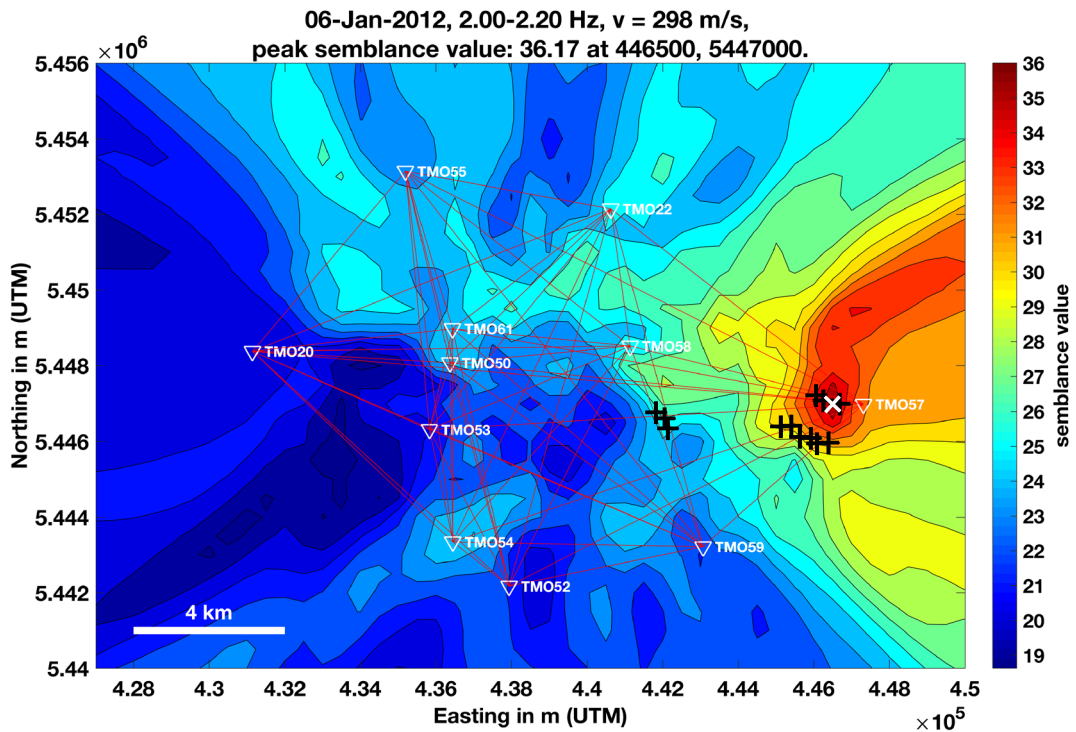 06-Jan-2012, 2.00-2.20 Hz, v = 298 m/s,
peak semblance value: 36.17 at 446500, 5447000.
×10⁶
5.456
5.454
5.452
5.45
5.448
5.446
5.444
5.442
5.44
Northing in m (UTM)
TMO55
TMO22
TMO61
TMO58
TMO20
TMO50
TMO57
TMO53
TMO54
TMO59
TMO52
4 km
4.28
4.3
4.32
4.34
4.36
4.38
4.4
4.42
4.44
4.46
4.48
4.5
Easting in m (UTM)
×10⁵
36
35
34
33
32
31
30
29
28
27
26
25
24
23
22
21
20
19
semblance value